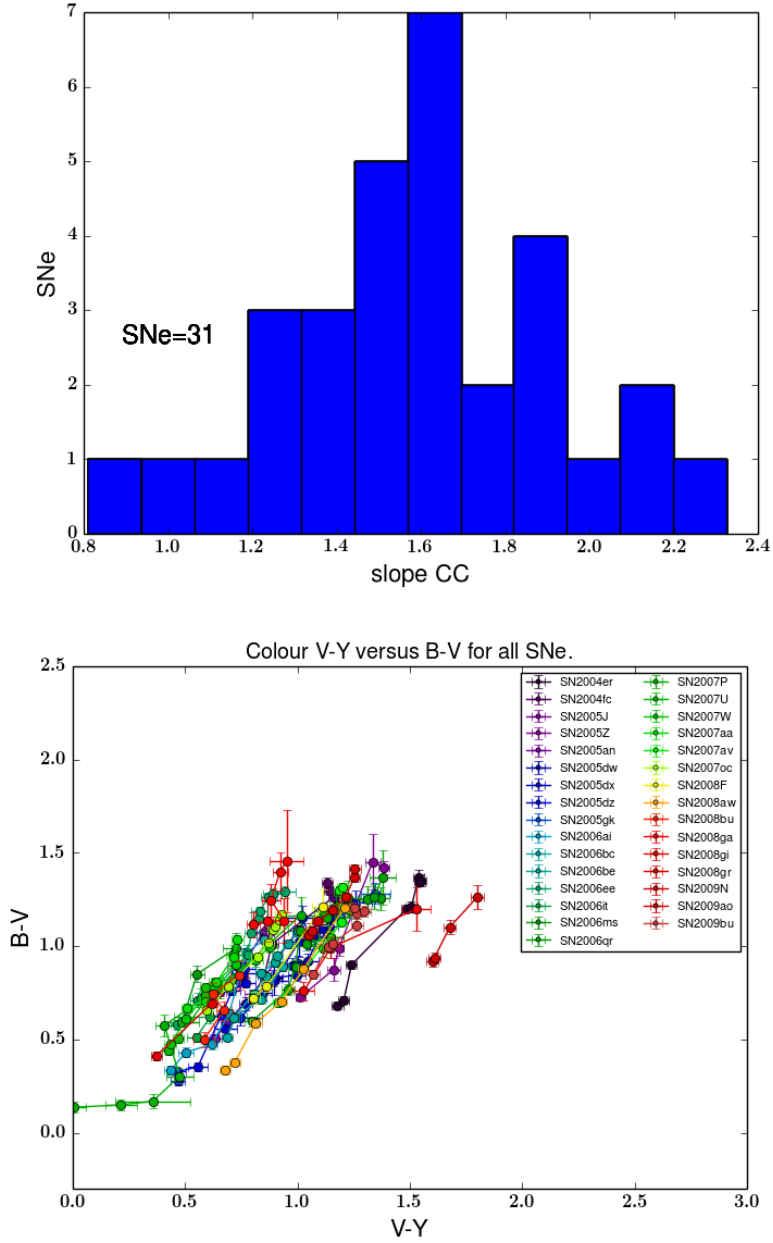 7
6
5
4
3
2
1
0
SNe
SNe=31
0.8 1.0 1.2 1.4 1.6 1.8 2.0 2.2 2.4
slope CC
Colour V-Y versus B-V for all SNe.
2.5
2.0
1.5
1.0
0.5
0.0
B-V
SN2004er
SN2004fc
SN2005J
SN2005Z
SN2005an
SN2005dw
SN2005dx
SN2005dz
SN2005gk
SN2006ai
SN2006bc
SN2006be
SN2006ee
SN2006it
SN2006ms
SN2006qr
SN2007P
SN2007U
SN2007W
SN2007aa
SN2007av
SN2007oc
SN2008F
SN2008aw
SN2008bu
SN2008ga
SN2008gi
SN2008gr
SN2009N
SN2009ao
SN2009bu
0.0 0.5 1.0 1.5 2.0 2.5 3.0
V-Y